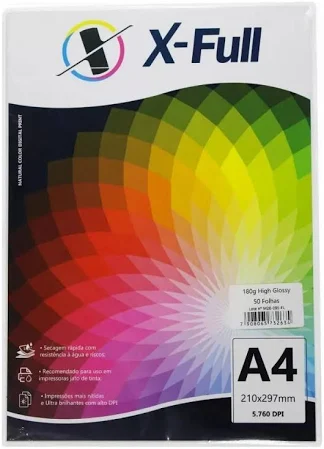 X-Full
NATURAL COLOR DIGITAL PRINT
180g High Glossy
50 Folhas
• Secagem rápida com
resistência à água e riscos.
• Recomendado para uso em
impressoras jato de tinta.
• Impressões mais nítidas
e Ultra brilhantes com alto DPI
A4
210x297mm
5.760 DPI